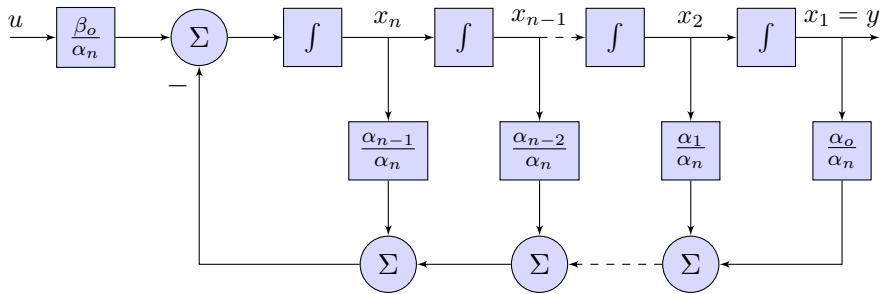 u
β_o/α_n
Σ
∫
x_n
∫
x_{n−1}
∫
x_2
∫
x_1 = y
−
α_{n−1}/α_n
α_{n−2}/α_n
α_1/α_n
α_o/α_n
Σ
Σ
Σ